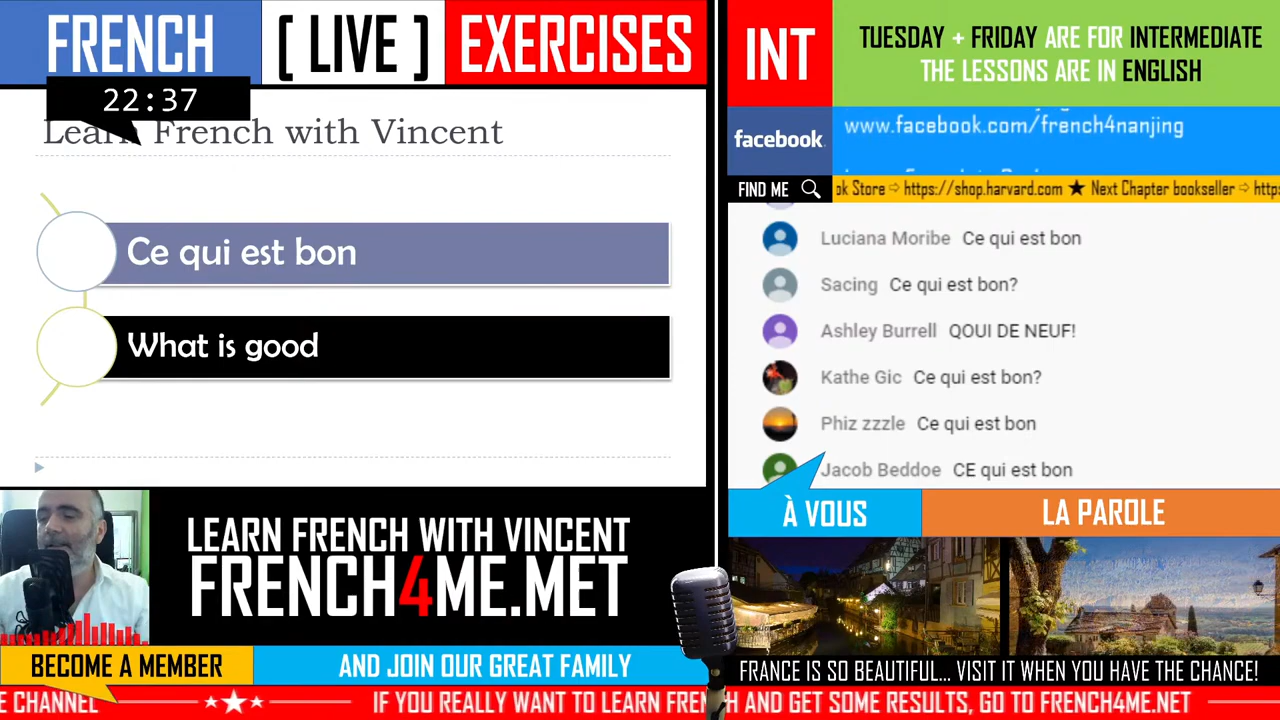 FRENCH
[ LIVE ]
EXERCISES
22:37
Learn French with Vincent
Ce qui est bon
What is good
LEARN FRENCH WITH VINCENT
FRENCH4ME.MET
BECOME A MEMBER
AND JOIN OUR GREAT FAMILY
INT
TUESDAY + FRIDAY ARE FOR INTERMEDIATE
THE LESSONS ARE IN ENGLISH
facebook.
www.facebook.com/french4nanjing
FIND ME
ok Store ⇨ https://shop.harvard.com ★ Next Chapter bookseller ⇨ https
Luciana Moribe Ce qui est bon
Sacing Ce qui est bon?
Ashley Burrell QOUI DE NEUF!
Kathe Gic Ce qui est bon?
Phiz zzzle Ce qui est bon
Jacob Beddoe CE qui est bon
À VOUS
LA PAROLE
FRANCE IS SO BEAUTIFUL... VISIT IT WHEN YOU HAVE THE CHANCE!
E CHANNEL ★★★ IF YOU REALLY WANT TO LEARN FRENCH AND GET SOME RESULTS, GO TO FRENCH4ME.NET